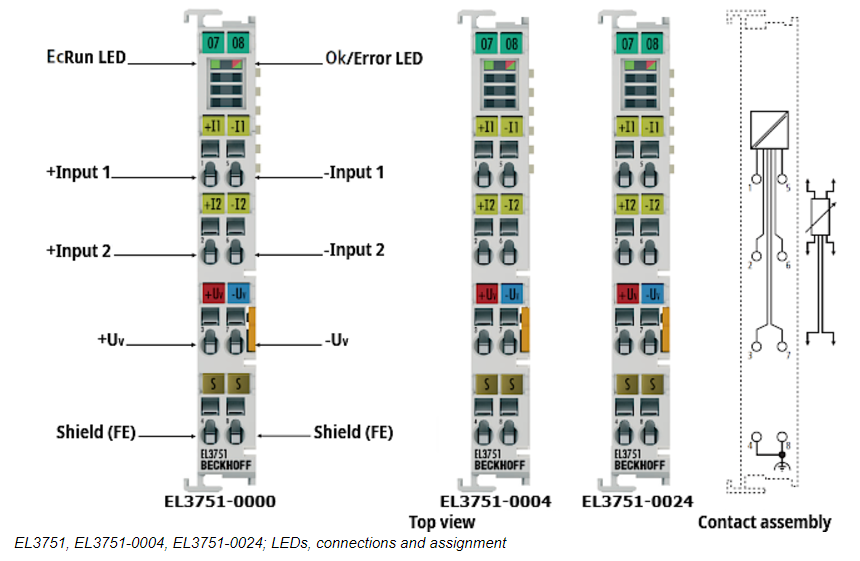 07 08
07 08
07 08
EcRun LED
Ok/Error LED
+I1 -I1
+I1 -I1
+I1 -I1
+Input 1
-Input 1
1 5
+I2 -I2
+I2 -I2
+I2 -I2
+Input 2
-Input 2
2 6
+Uv -Uv
+Uv -Uv
+Uv -Uv
+Uv
-Uv
3 7
S S
S S
S S
Shield (FE)
Shield (FE)
4 8
EL3751
BECKHOFF
EL3751
BECKHOFF
EL3751
BECKHOFF
EL3751-0000
EL3751-0004
EL3751-0024
Top view
Contact assembly
EL3751, EL3751-0004, EL3751-0024; LEDs, connections and assignment